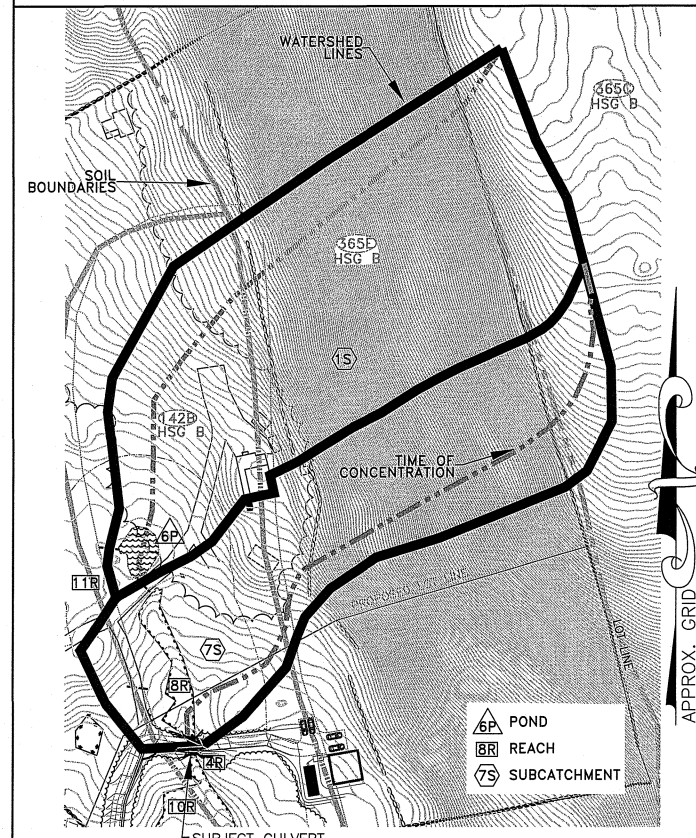 WATERSHED
LINES
365C
HSG B
SOIL
BOUNDARIES
365E
HSG B
1S
142B
HSG B
TIME OF
CONCENTRATION
6P
11R
PROPOSED LOT LINE
LOT LINE
7S
8R
4R
10R
6P POND
8R REACH
7S SUBCATCHMENT
APPROX. GRID
SUBJECT CULVERT